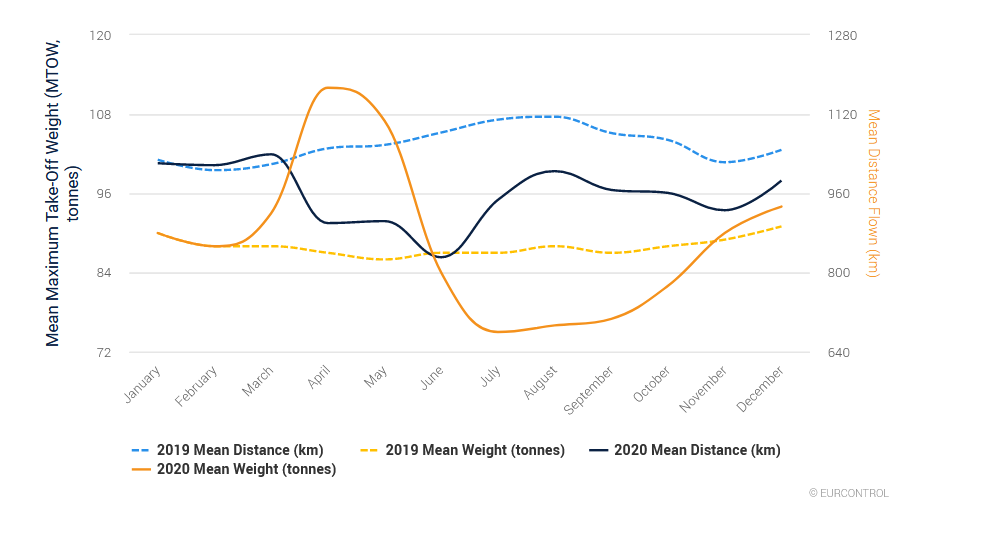 Mean Maximum Take-Off Weight (MTOW,
tonnes)
120
108
96
84
72
1280
1120
960
800
640
Mean Distance Flown (km)
January
February
March
April
May
June
July
August
September
October
November
December
2019 Mean Distance (km)
2019 Mean Weight (tonnes)
2020 Mean Distance (km)
2020 Mean Weight (tonnes)
© EURCONTROL